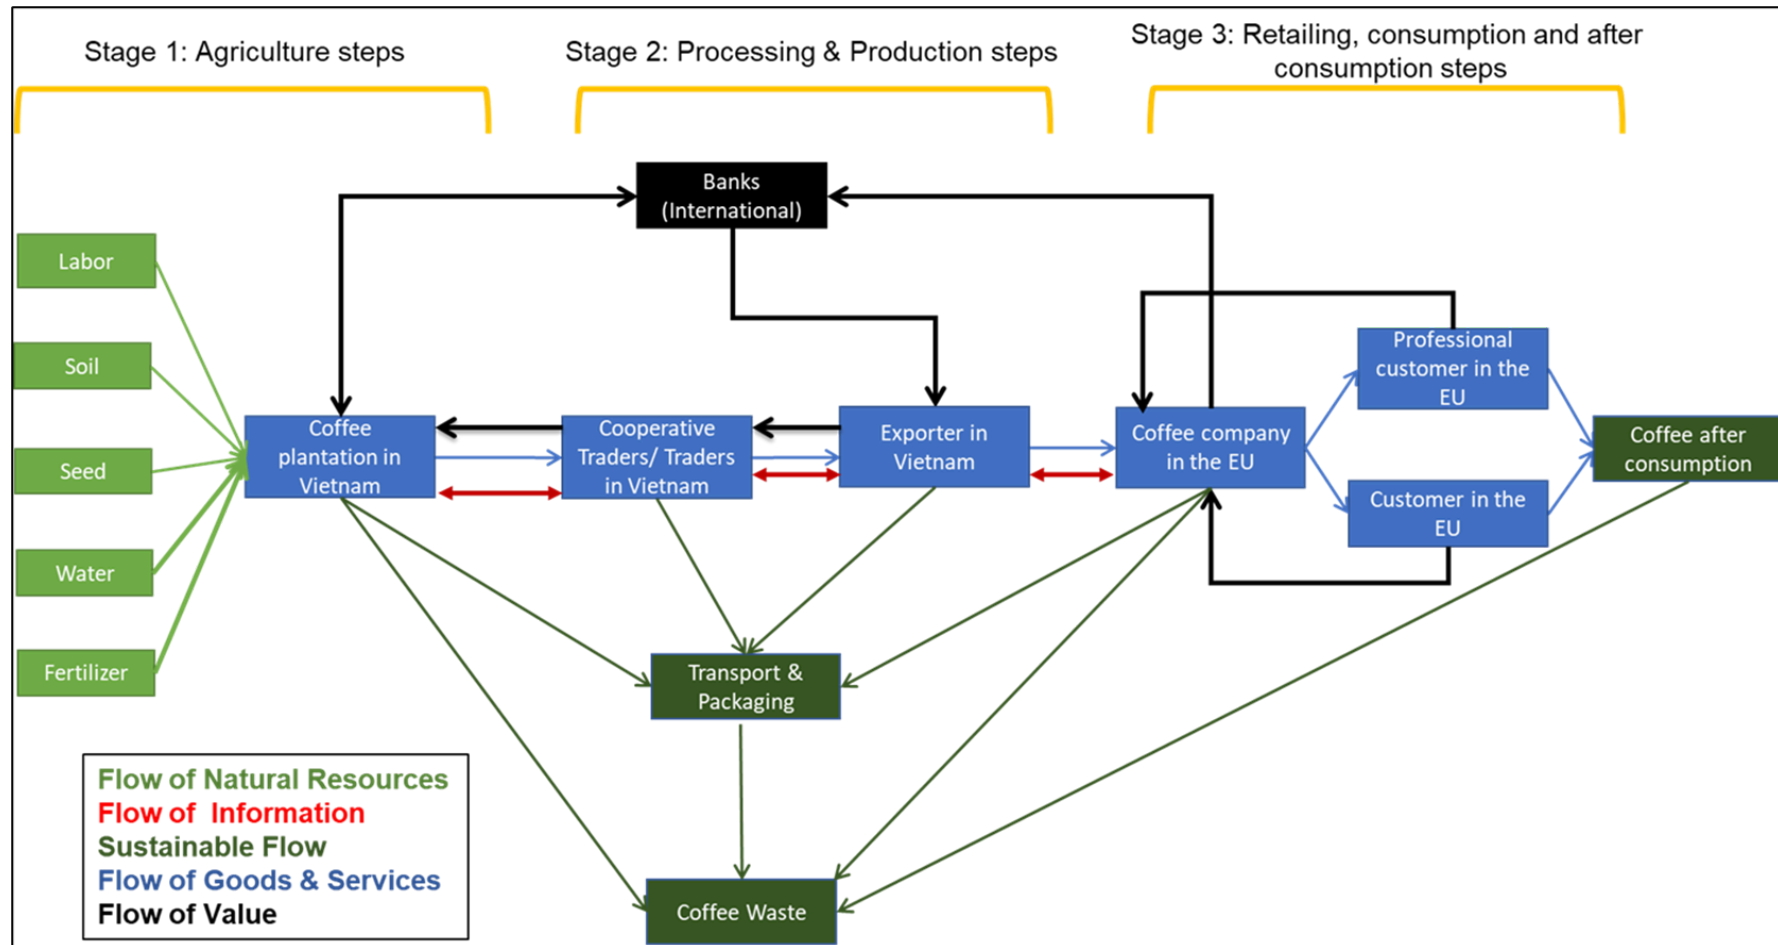 Stage 1: Agriculture steps
Stage 2: Processing & Production steps
Stage 3: Retailing, consumption and after
consumption steps
Banks
(International)
Labor
Soil
Seed
Water
Fertilizer
Coffee
plantation in
Vietnam
Cooperative
Traders/ Traders
in Vietnam
Exporter in
Vietnam
Coffee company
in the EU
Professional
customer in the
EU
Customer in the
EU
Coffee after
consumption
Transport &
Packaging
Coffee Waste
Flow of Natural Resources
Flow of  Information
Sustainable Flow
Flow of Goods & Services
Flow of Value